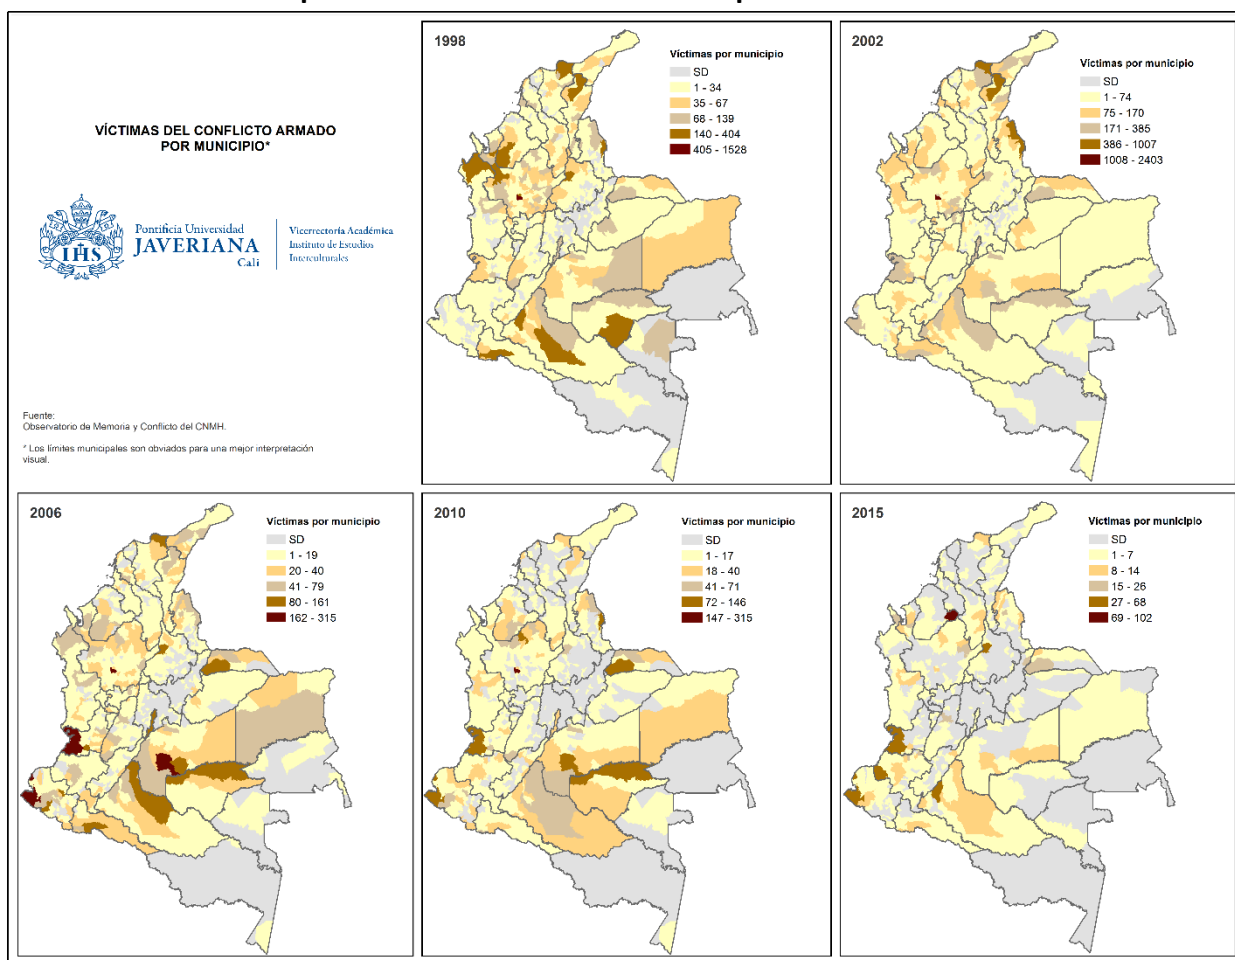 VÍCTIMAS DEL CONFLICTO ARMADO
POR MUNICIPIO*
IHS
Pontificia Universidad
JAVERIANA
Cali
Vicerrectoría Académica
Instituto de Estudios
Interculturales
Fuente:
Observatorio de Memoria y Conflicto del CNMH.
* Los límites municipales son obviados para una mejor interpretación
visual.
1998
Víctimas por municipio
SD
1 - 34
35 - 67
68 - 139
140 - 404
405 - 1528
2002
Víctimas por municipio
SD
1 - 74
75 - 170
171 - 385
386 - 1007
1008 - 2403
2006
Víctimas por municipio
SD
1 - 19
20 - 40
41 - 79
80 - 161
162 - 315
2010
Víctimas por municipio
SD
1 - 17
18 - 40
41 - 71
72 - 146
147 - 315
2015
Víctimas por municipio
SD
1 - 7
8 - 14
15 - 26
27 - 68
69 - 102